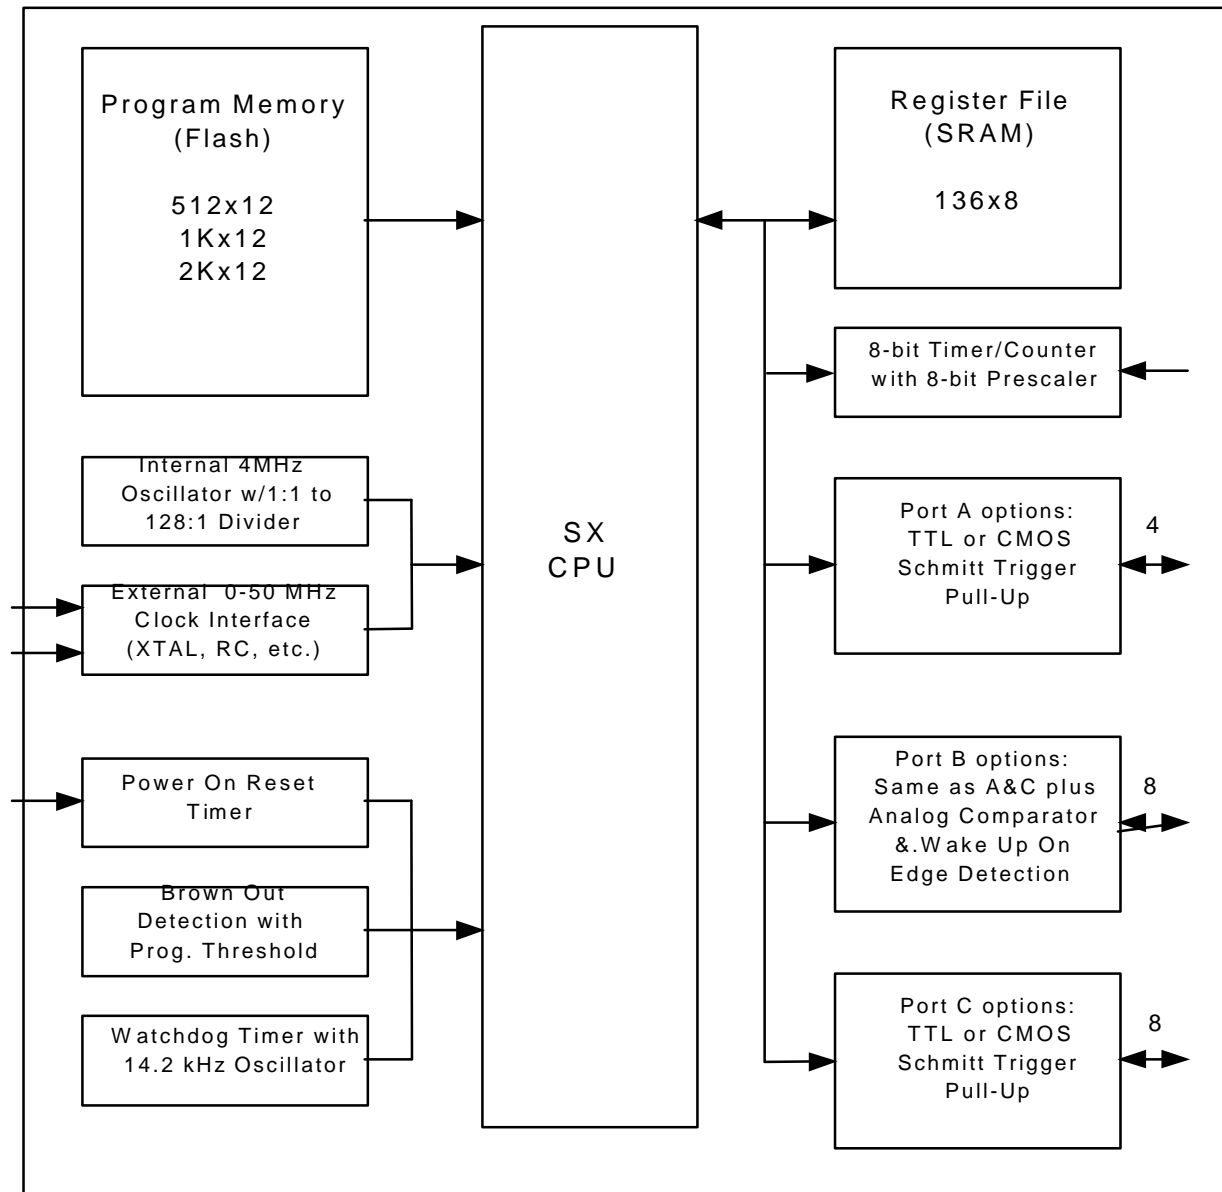 Program Memory
(Flash)
512x12
1Kx12
2Kx12
Internal 4MHz
Oscillator w/1:1 to
128:1 Divider
External 0-50 MHz
Clock Interface
(XTAL, RC, etc.)
Power On Reset
Timer
Brown Out
Detection with
Prog. Threshold
Watchdog Timer with
14.2 kHz Oscillator
SX
CPU
Register File
(SRAM)
136x8
8-bit Timer/Counter
with 8-bit Prescaler
Port A options:
TTL or CMOS
Schmitt Trigger
Pull-Up
4
Port B options:
Same as A&C plus
Analog Comparator
&.Wake Up On
Edge Detection
8
Port C options:
TTL or CMOS
Schmitt Trigger
Pull-Up
8